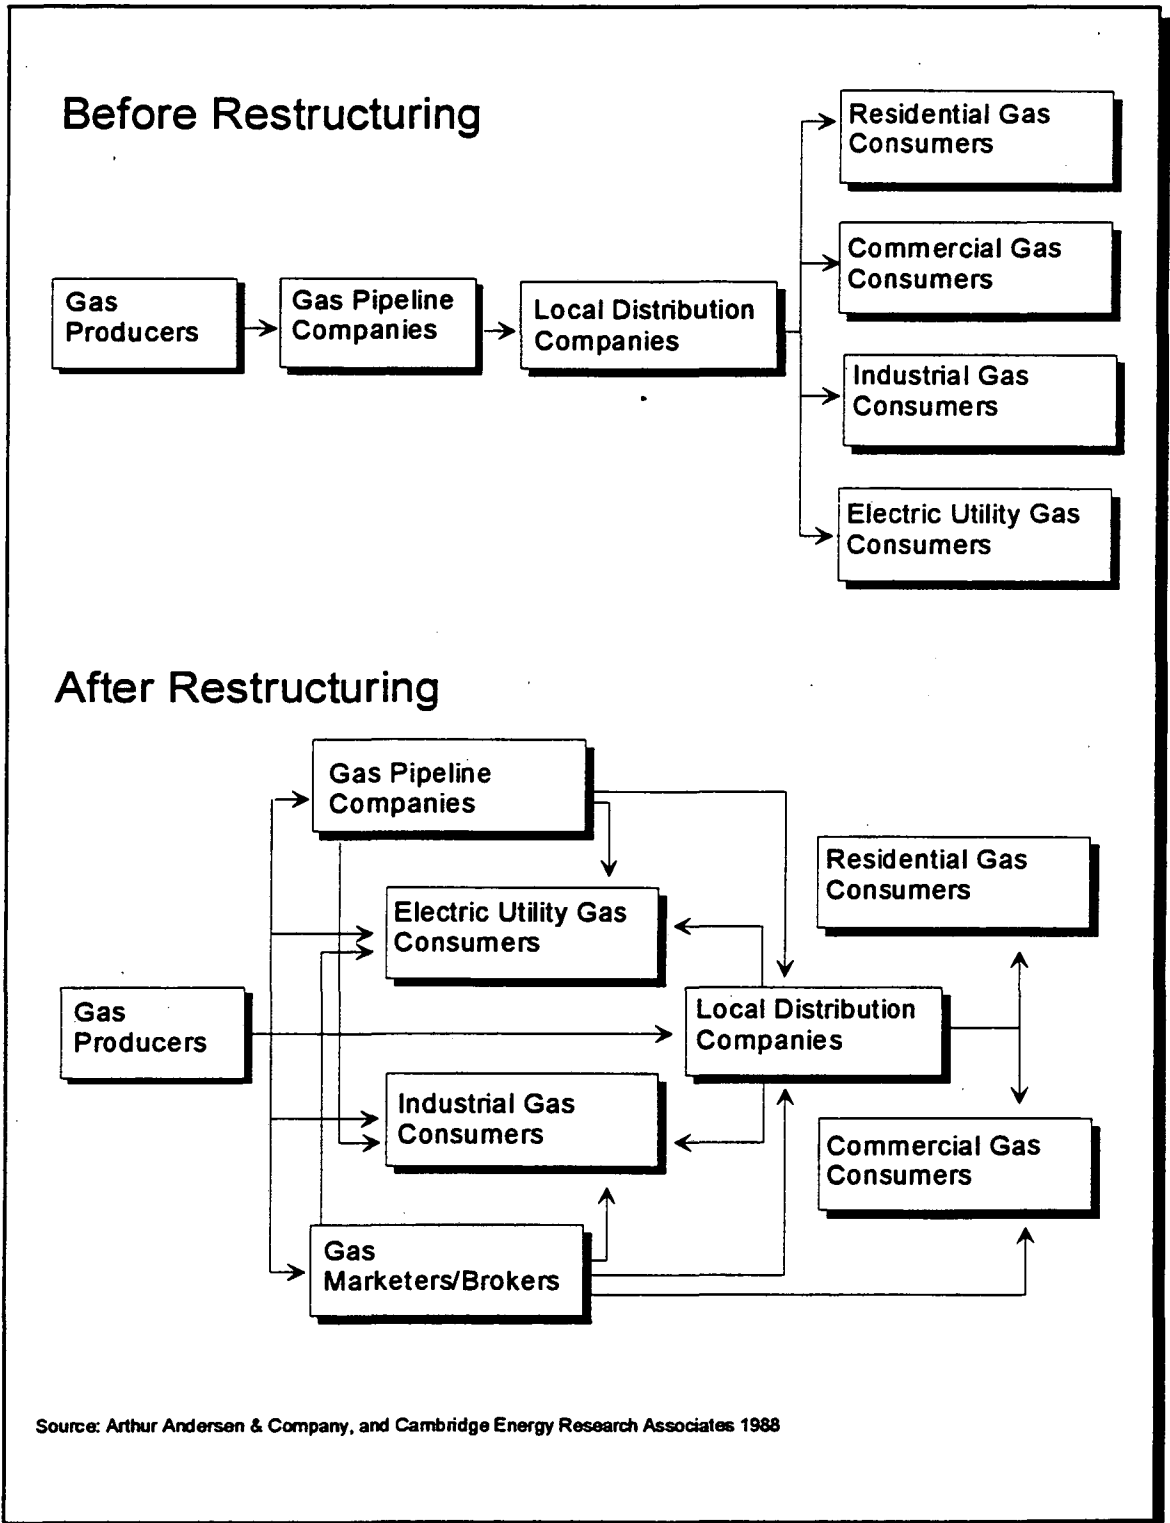 Before Restructuring
Residential Gas
Consumers
Commercial Gas
Consumers
Gas
Producers
Gas Pipeline
Companies
Local Distribution
Companies
Industrial Gas
Consumers
Electric Utility Gas
Consumers
After Restructuring
Gas Pipeline
Companies
Residential Gas
Consumers
Electric Utility Gas
Consumers
Gas
Producers
Local Distribution
Companies
Industrial Gas
Consumers
Commercial Gas
Consumers
Gas
Marketers/Brokers
Source: Arthur Andersen & Company, and Cambridge Energy Research Associates 1988